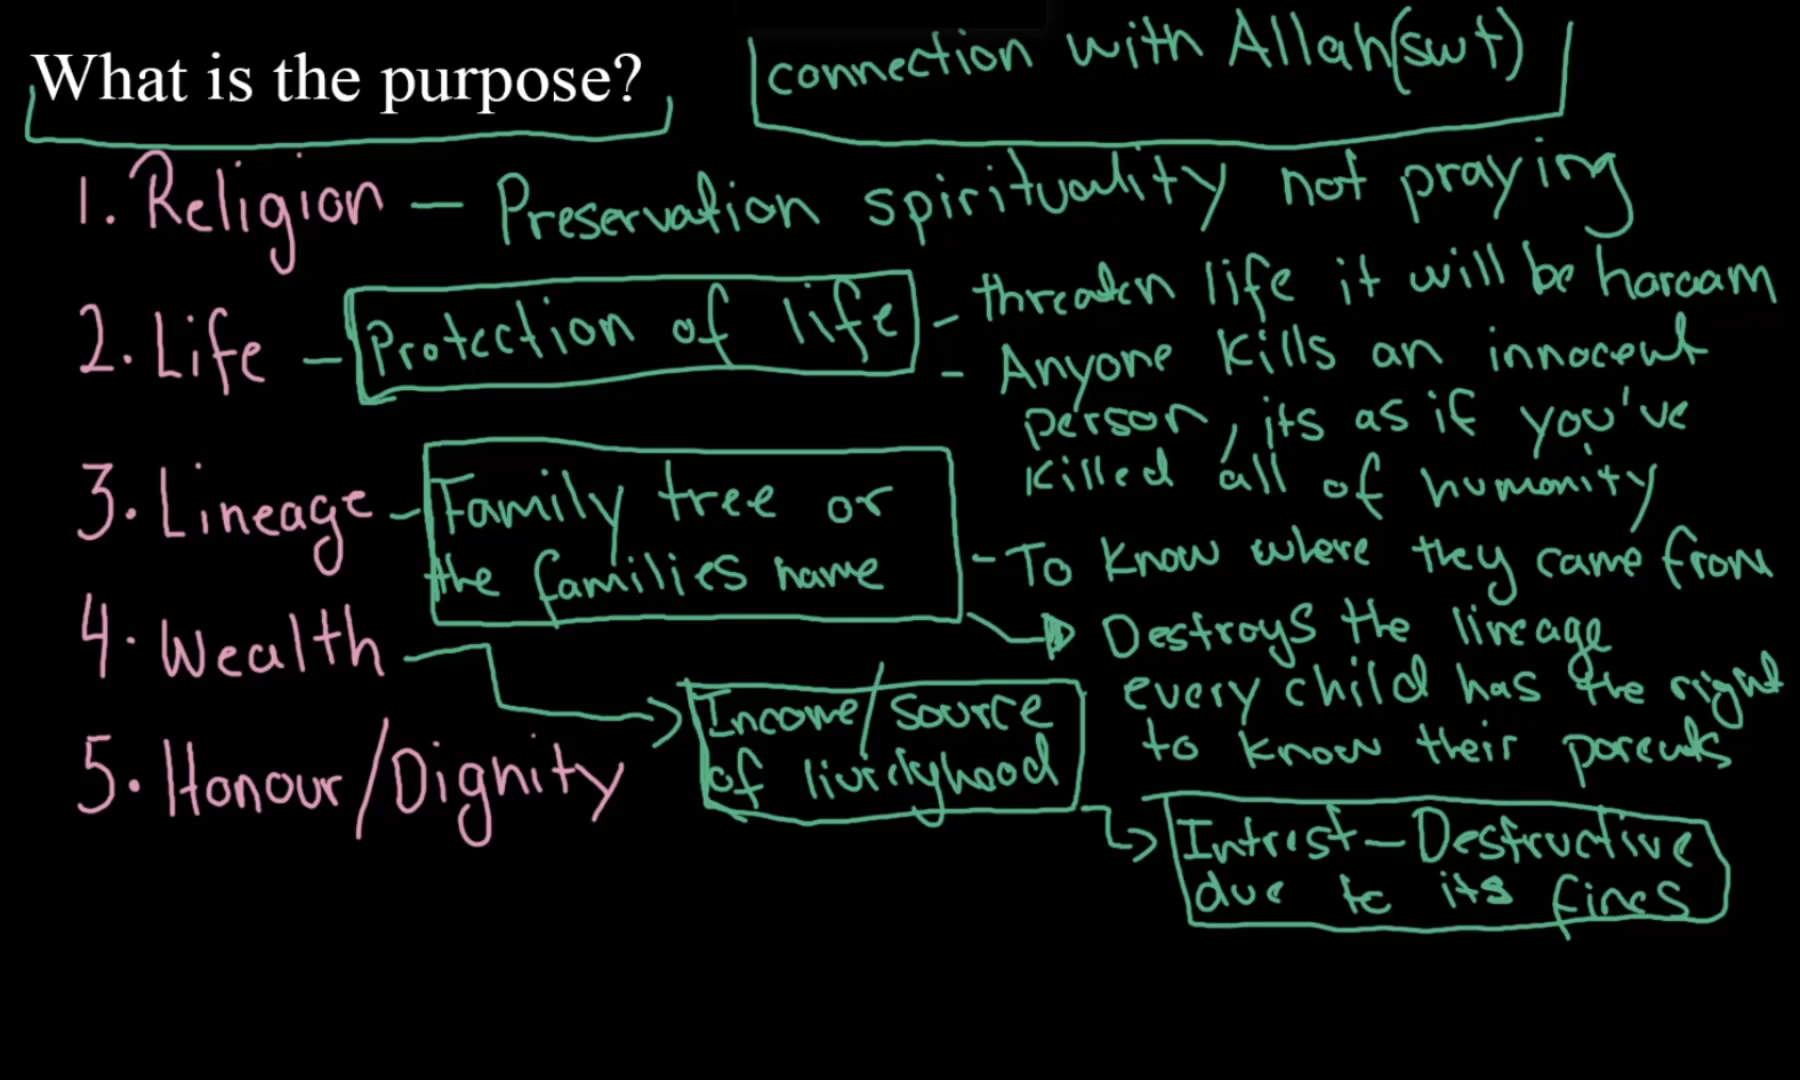 What is the purpose?
connection with Allah(swt)
1. Religion — Preservation spirituality not praying
2. Life — Protection of life
- threaten life it will be haraam
- Anyone kills an innocent
person, its as if you've
killed all of humanity
3. Lineage - Family tree or
the families name
- To know where they came from
Destroys the lineage
every child has the right
to know their parents
4. Wealth
Income/source
of livielyhood
Intrest — Destructive
due to its fines
5. Honour/Dignity